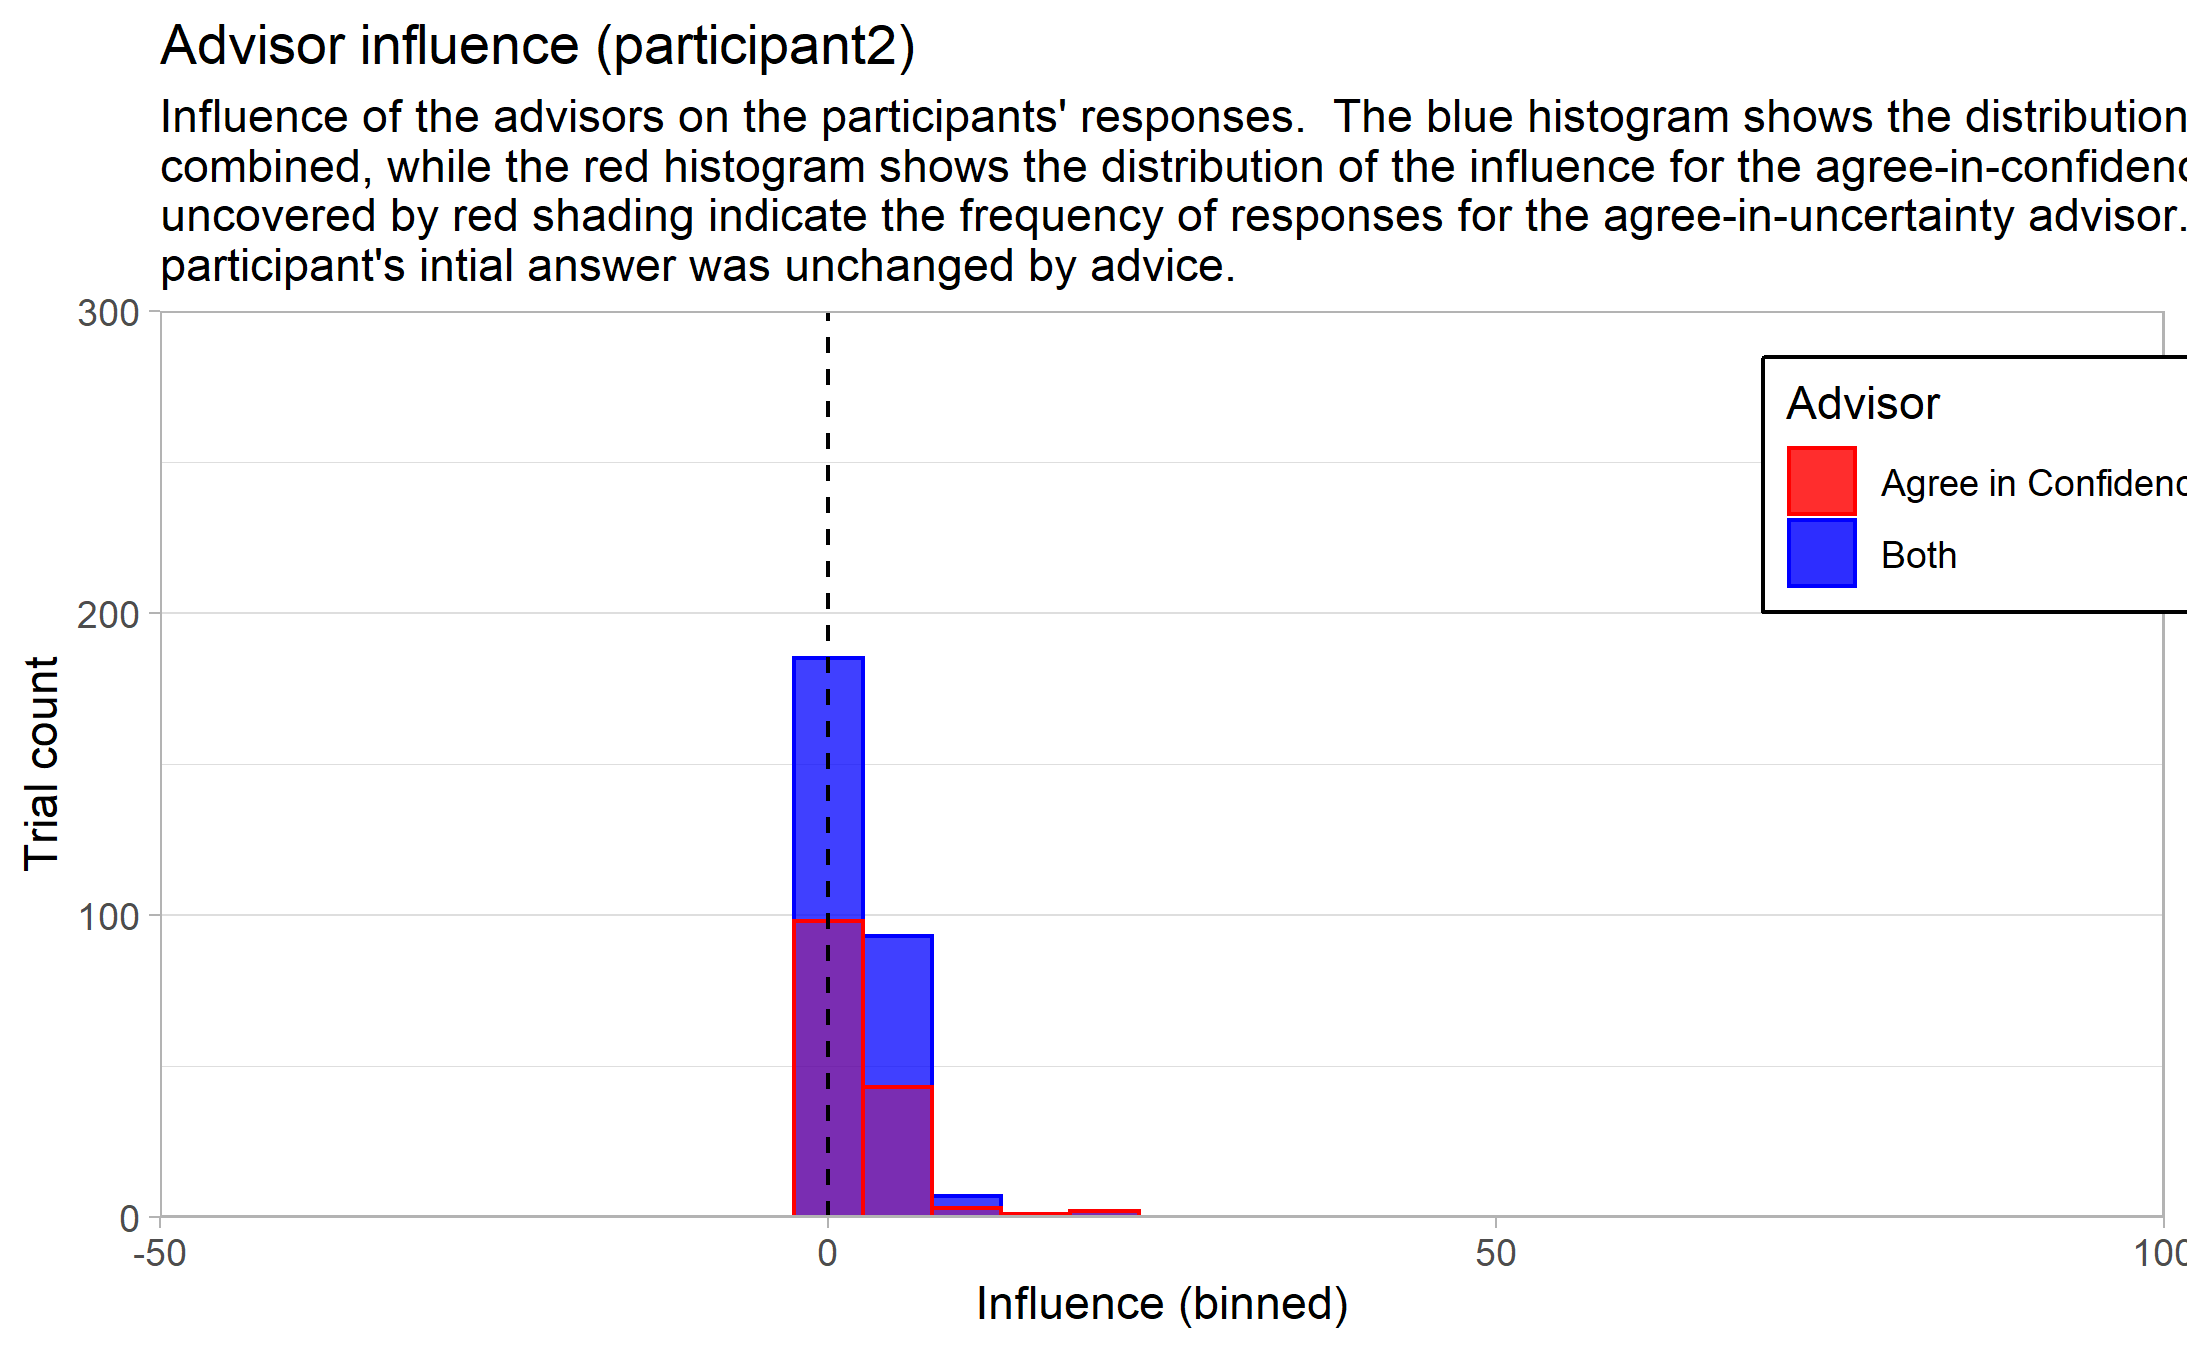 Advisor influence (participant2)
Influence of the advisors on the participants' responses.  The blue histogram shows the distribution
combined, while the red histogram shows the distribution of the influence for the agree-in-confidenc
uncovered by red shading indicate the frequency of responses for the agree-in-uncertainty advisor.
participant's intial answer was unchanged by advice.
300
200
100
0
Trial count
Advisor
Agree in Confidenc
Both
-50
0
50
100
Influence (binned)